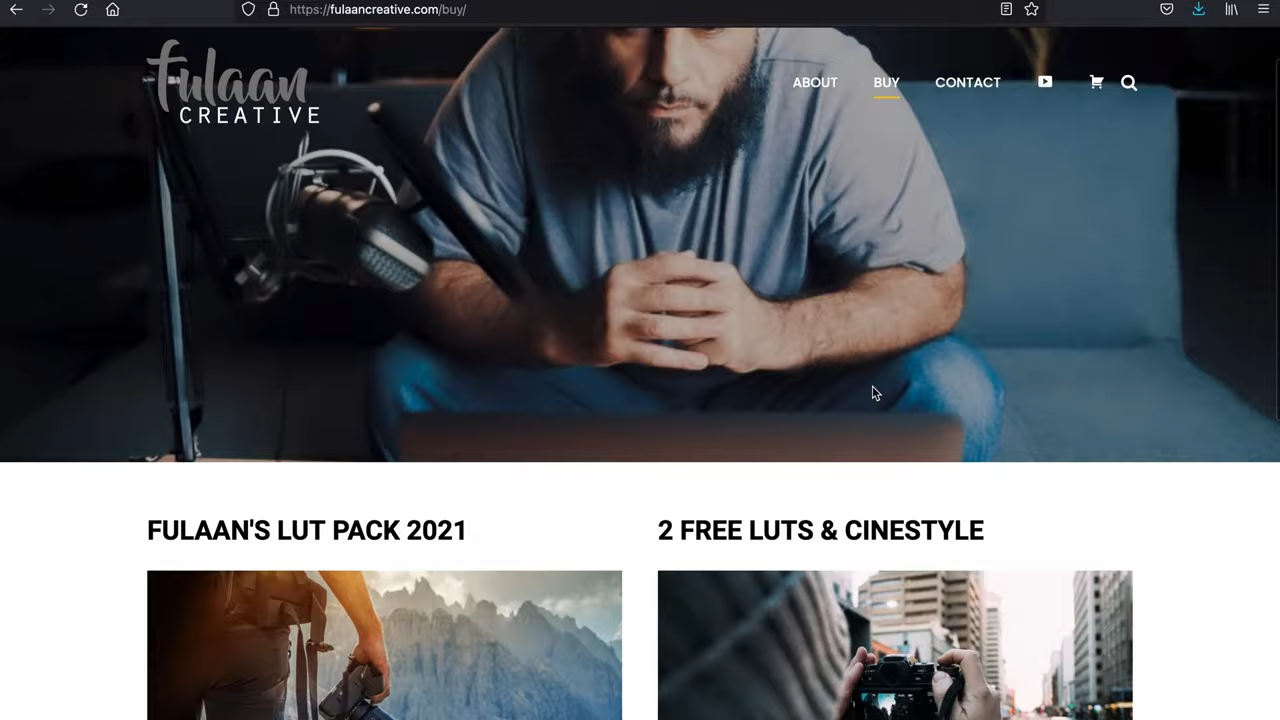 https://fulaancreative.com/buy/
fulaan
CREATIVE
ABOUT
BUY
CONTACT
FULAAN'S LUT PACK 2021
2 FREE LUTS & CINESTYLE